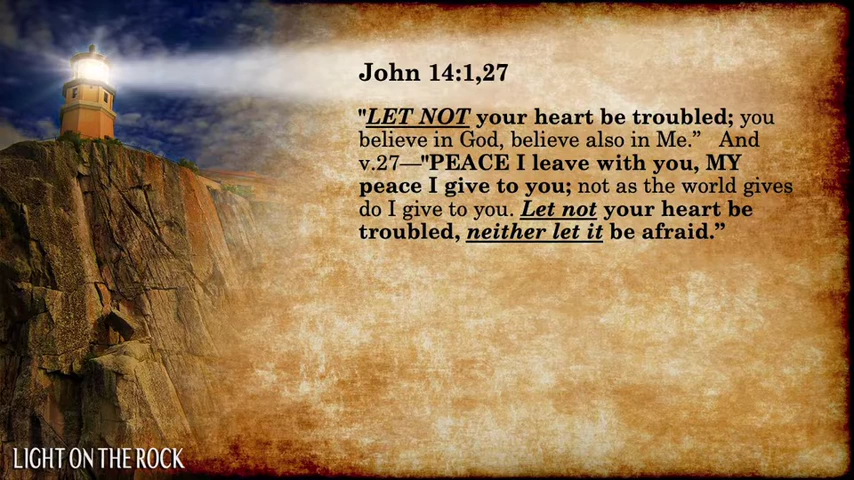 John 14:1,27
"LET NOT your heart be troubled; you
believe in God, believe also in Me.”   And
v.27—"PEACE I leave with you, MY
peace I give to you; not as the world gives
do I give to you. Let not your heart be
troubled, neither let it be afraid.”
LIGHT ON THE ROCK